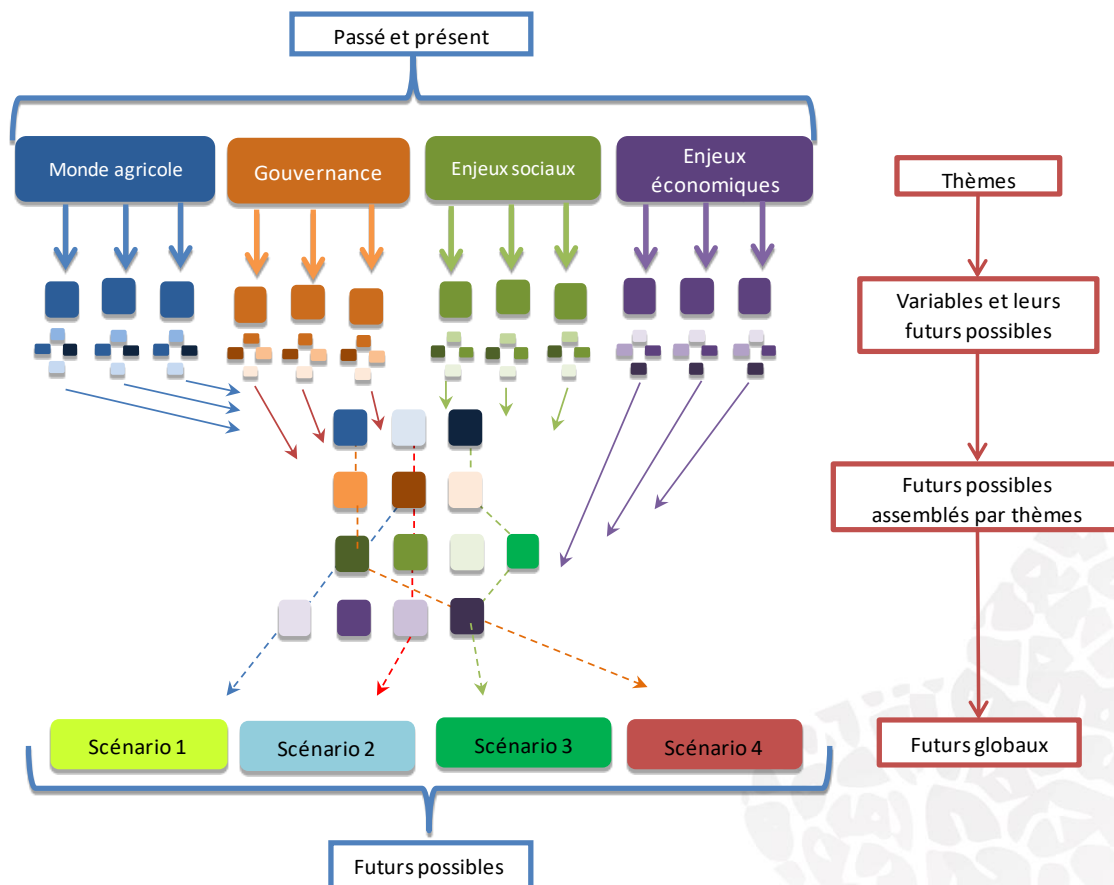 Passé et présent
Monde agricole
Gouvernance
Enjeux sociaux
Enjeux
économiques
Thèmes
Variables et leurs
futurs possibles
Futurs possibles
assemblés par thèmes
Scénario 1
Scénario 2
Scénario 3
Scénario 4
Futurs globaux
Futurs possibles